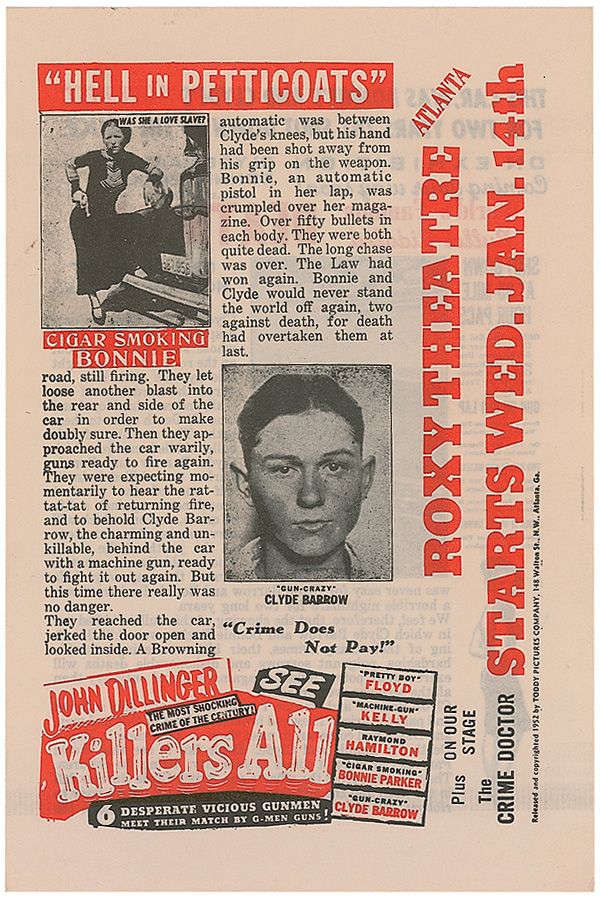 "HELL IN PETTICOATS"
WAS SHE A LOVE SLAVE?
CIGAR SMOKING
BONNIE
road, still firing. They let
loose another blast into
the rear and side of the
car in order to make
doubly sure. Then they ap-
proached the car warily,
guns ready to fire again.
They were expecting mo-
mentarily to hear the rat-
tat-tat of returning fire,
and to behold Clyde Bar-
row, the charming and un-
killable, behind the car
with a machine gun, ready
to fight it out again. But
this time there really was
no danger.
They reached the car,
jerked the door open and
looked inside. A Browning
automatic was between
Clyde's knees, but his hand
had been shot away from
his grip on the weapon.
Bonnie, an automatic
pistol in her lap, was
crumpled over her maga-
zine. Over fifty bullets in
each body. They were both
quite dead. The long chase
was over. The Law had
won again. Bonnie and
Clyde would never stand
the world off again, two
against death, for death
had overtaken them at
last.
"GUN-CRAZY"
CLYDE BARROW
"Crime Does
Not Pay!"
JOHN DILLINGER
THE MOST SHOCKING
CRIME OF THE CENTURY!
Killers All
6 DESPERATE VICIOUS GUNMEN
MEET THEIR MATCH BY G-MEN GUNS!
SEE
"PRETTY BOY"
FLOYD
"MACHINE-GUN"
KELLY
RAYMOND
HAMILTON
"CIGAR SMOKING"
BONNIE PARKER
"GUN-CRAZY"
CLYDE BARROW
ROXY THEATRE ATLANTA
STARTS WED. JAN 14th
Plus ON OUR
STAGE
The
CRIME DOCTOR
Released and copyrighted 1952 by TODDY PICTURES COMPANY, 148 Walton St., N.W., Atlanta, Ga.